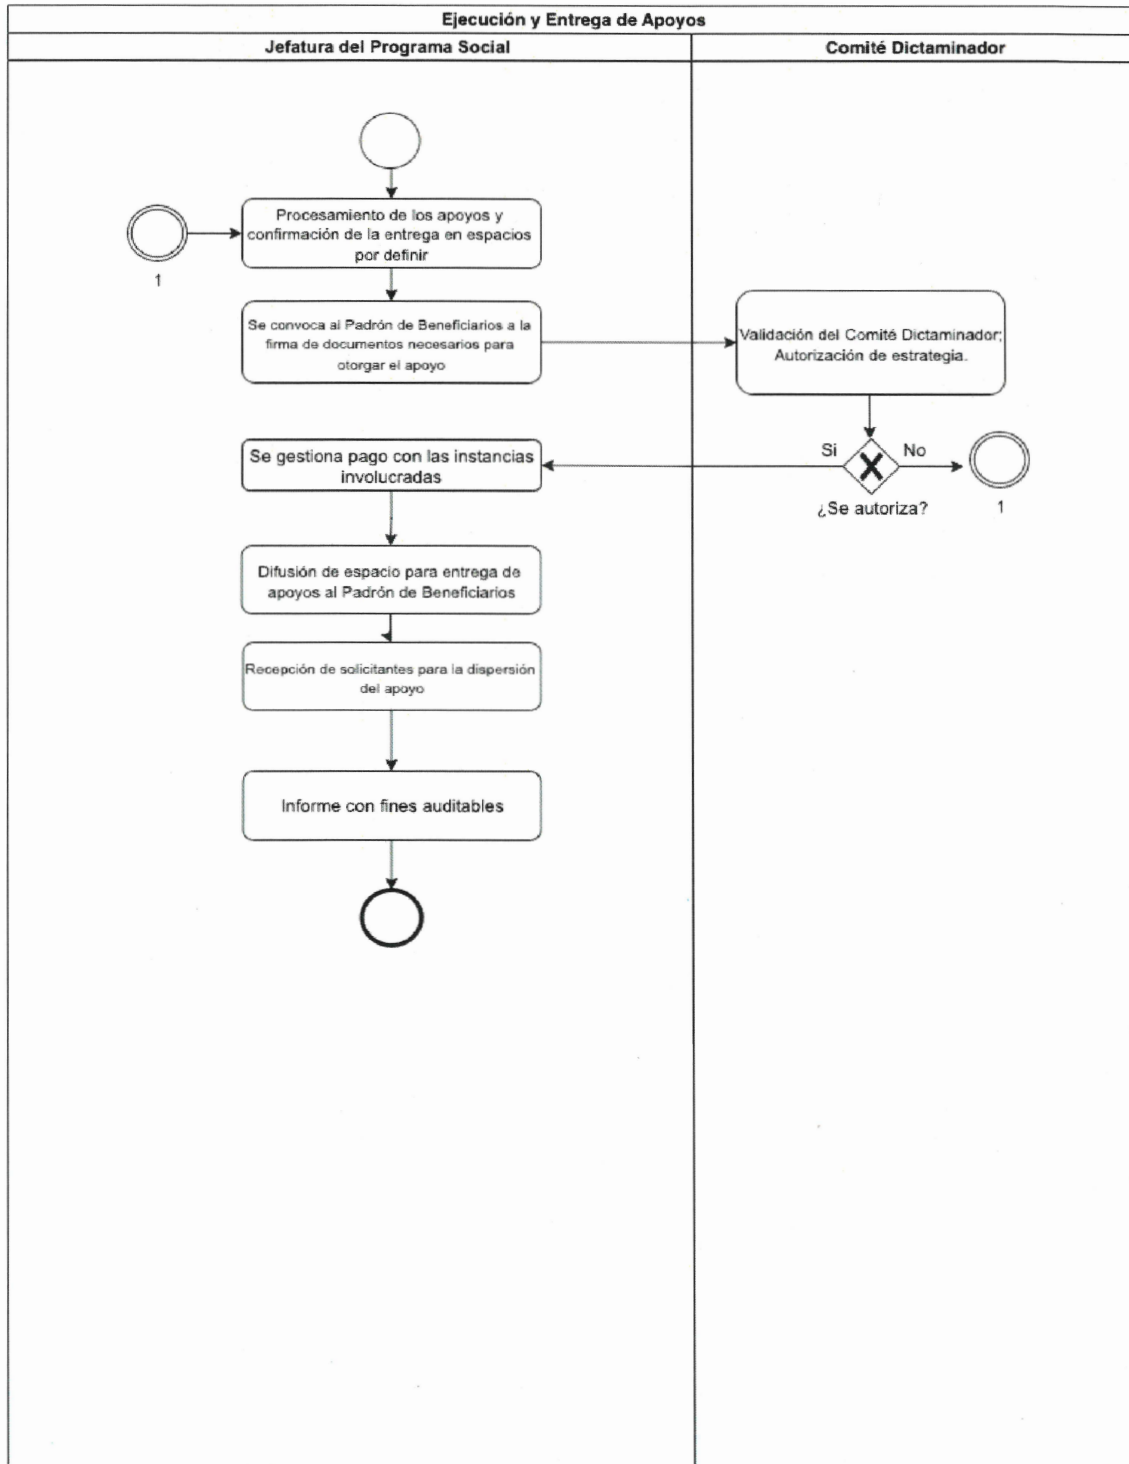 Ejecución y Entrega de Apoyos
Jefatura del Programa Social
Comité Dictaminador
Procesamiento de los apoyos y
confirmación de la entrega en espacios
por definir
1
Se convoca al Padrón de Beneficiarios a la
firma de documentos necesarios para
otorgar el apoyo
Validación del Comité Dictaminador;
Autorización de estrategia.
Si
No
¿Se autoriza?
1
Se gestiona pago con las instancias
involucradas
Difusión de espacio para entrega de
apoyos al Padrón de Beneficiarios
Recepción de solicitantes para la dispersión
del apoyo
Informe con fines auditables